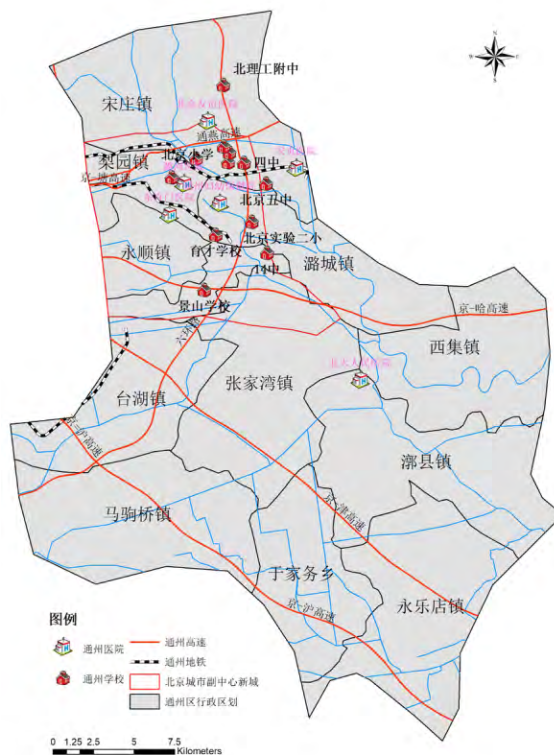 N
W
E
S
北理工附中
宋庄镇
通燕高速
梨园镇
北京小学
四中
北京五中
北京实验二小
育才学校
永顺镇
潞城镇
14中
景山学校
京-哈高速
六环路
西集镇
北大人民医院
张家湾镇
台湖镇
京-沪高速
漷县镇
马驹桥镇
京-津高速
于家务乡
京-沪高速
永乐店镇
图例
通州医院
通州高速
通州地铁
通州学校
北京城市副中心新城
通州区行政区划
0 1.25 2.5 5 7.5
Kilometers